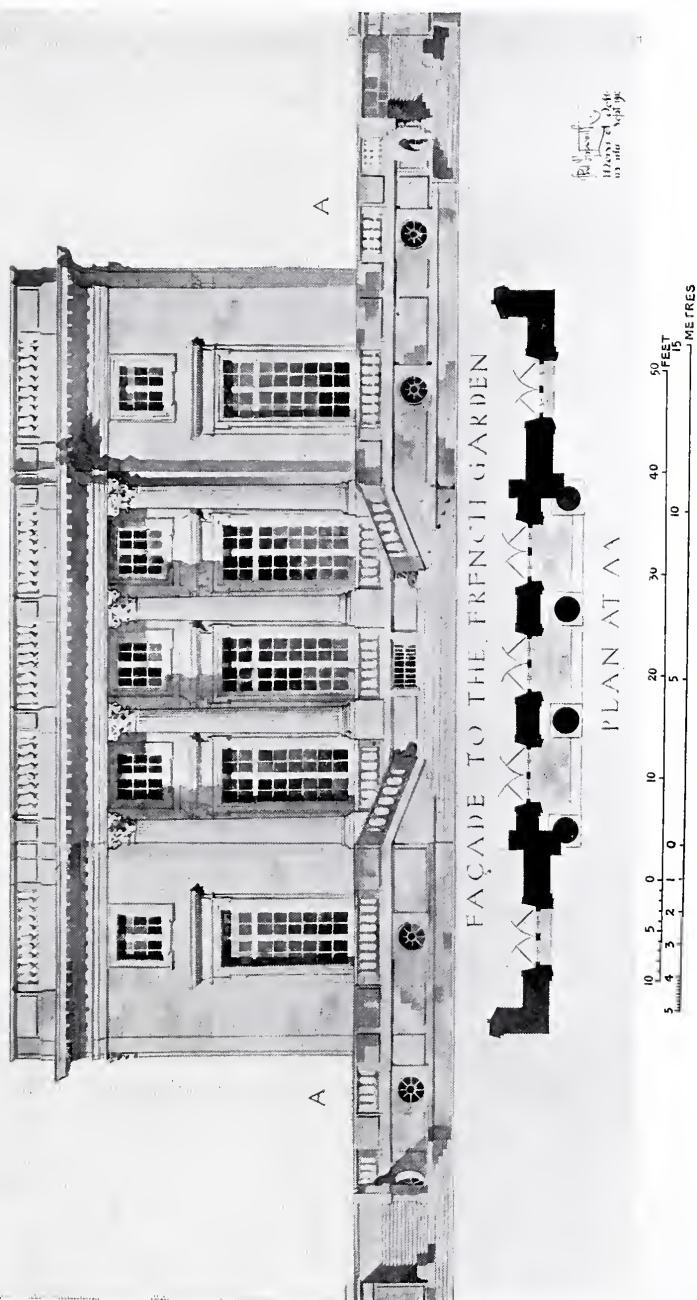 A A
FAÇADE TO THE FRENCH GARDEN
PLAN AT AA
10 5 0 10 20 30 40 50 FEET
5 4 3 2 1 0 5 10 15 METRES